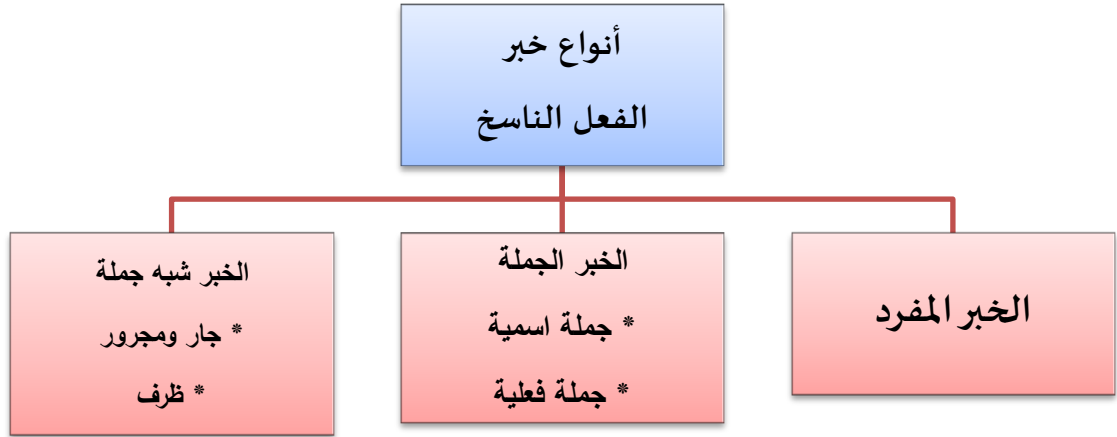 أنواع خبر
الفعل الناسخ
الخبر المفرد
الخبر الجملة
* جملة اسمية
* جملة فعلية
الخبر شبه جملة
* جار ومجرور
* ظرف